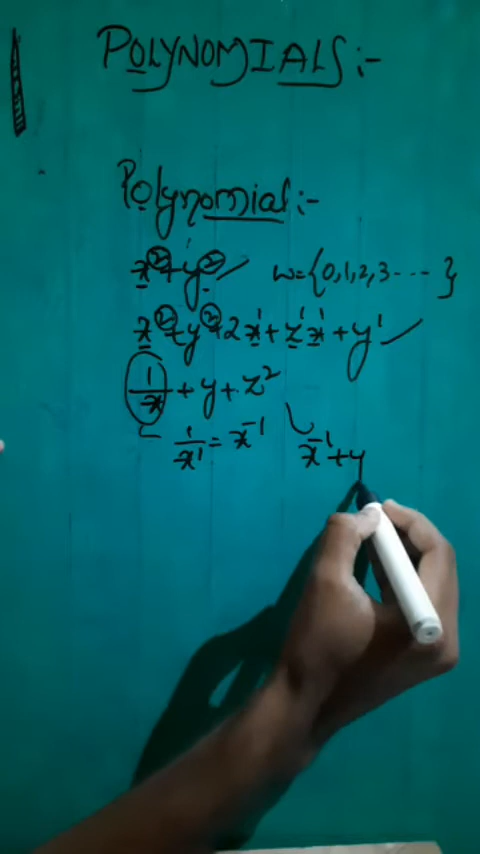 POLYNOMIALS:-
Polynomial:-
x²+y² ✓ w={0,1,2,3----}
x²+y²+2x¹+z¹x¹+y¹ ✓
1/x + y + z²
1/x¹ = x⁻¹ x⁻¹+y